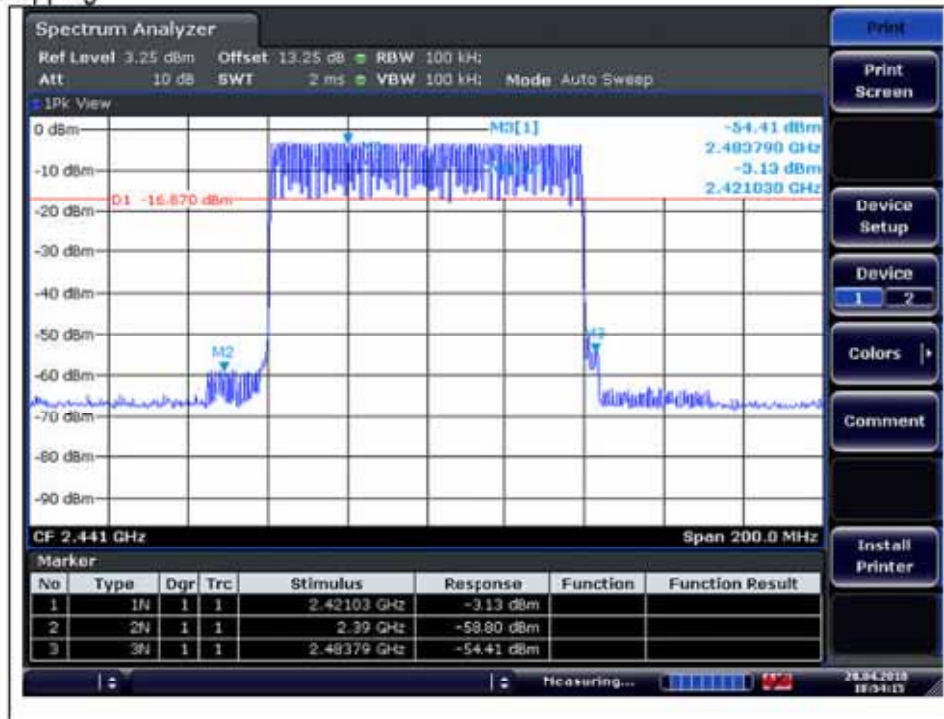 Spectrum Analyzer
Ref Level 3.25 dBm Offset 13.25 dB RBW 100 kHz
Att 10 dB SWT 2 ms VBW 100 kHz Mode Auto Sweep
1Pk View
0 dBm
M3[1] -54.41 dBm
2.483790 GHz
-10 dBm
-3.13 dBm
2.421030 GHz
D1 -16.870 dBm
-20 dBm
-30 dBm
-40 dBm
-50 dBm
M2
M3
-60 dBm
-70 dBm
-80 dBm
-90 dBm
CF 2.441 GHz Span 200.0 MHz
Marker
No Type Dgr Trc Stimulus Response Function Function Result
1 1N 1 1 2.42103 GHz -3.13 dBm
2 2N 1 1 2.39 GHz -58.80 dBm
3 3N 1 1 2.48379 GHz -54.41 dBm
Measuring...
28.04.2018
Print
Print
Screen
Device
Setup
Device
1 2
Colors
Comment
Install
Printer